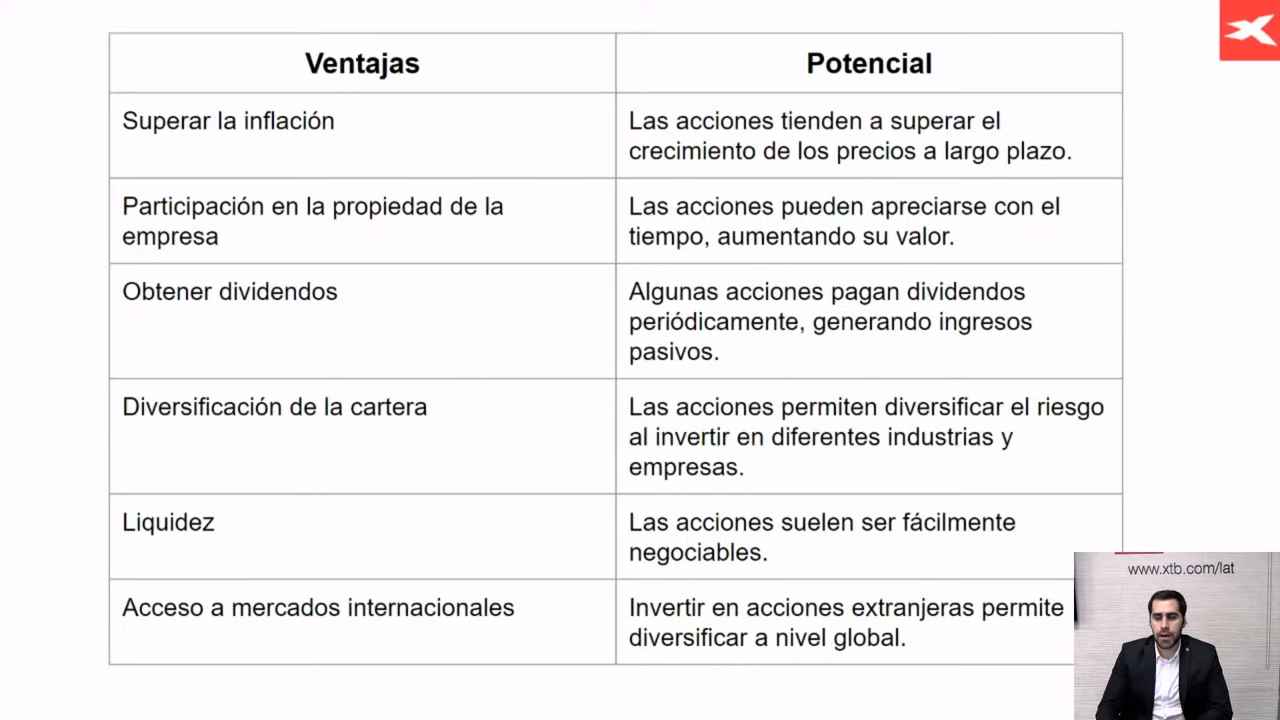 Ventajas
Potencial
Superar la inflación
Las acciones tienden a superar el
crecimiento de los precios a largo plazo.
Participación en la propiedad de la
empresa
Las acciones pueden apreciarse con el
tiempo, aumentando su valor.
Obtener dividendos
Algunas acciones pagan dividendos
periódicamente, generando ingresos
pasivos.
Diversificación de la cartera
Las acciones permiten diversificar el riesgo
al invertir en diferentes industrias y
empresas.
Liquidez
Las acciones suelen ser fácilmente
negociables.
Acceso a mercados internacionales
Invertir en acciones extranjeras permite
diversificar a nivel global.
www.xtb.com/lat